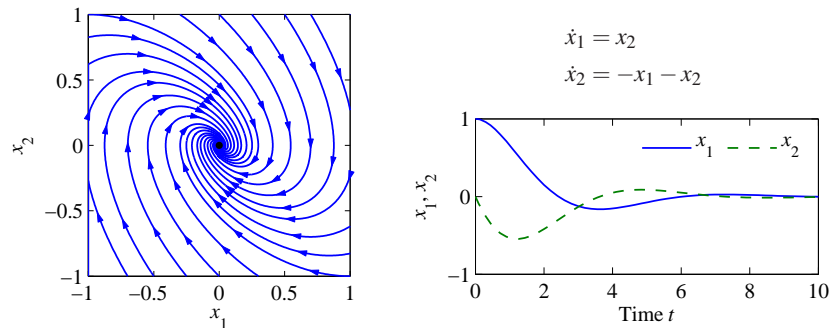 1
0.5
0
−0.5
−1
x₂
−1 −0.5 0 0.5 1
x₁
ẋ₁ = x₂
ẋ₂ = −x₁ − x₂
1
0
−1
x₁, x₂
x₁ x₂
0 2 4 6 8 10
Time t